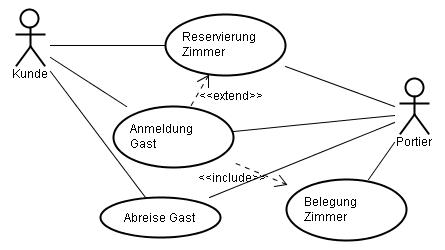 Reservierung
Zimmer
Kunde
<<extend>>
Anmeldung
Gast
Portier
<<include>>
Belegung
Zimmer
Abreise Gast